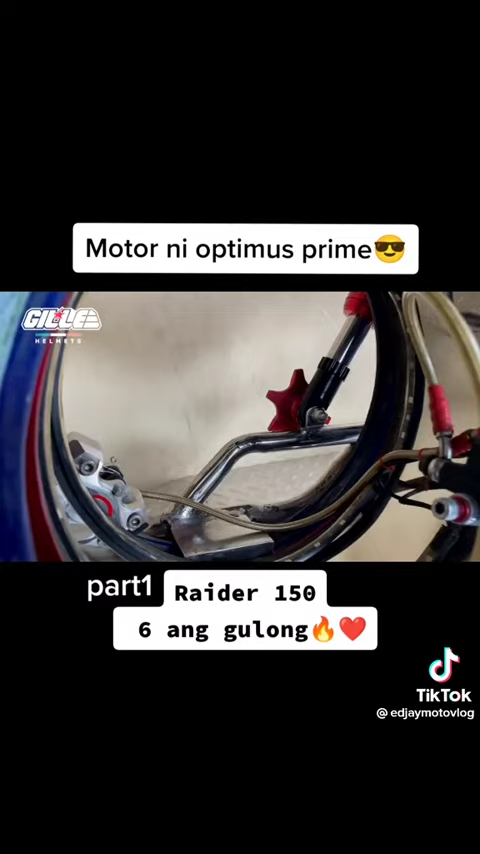 Motor ni optimus prime😎
GILLE
HELMETS
part1
Raider 150
6 ang gulong🔥❤️
TikTok
@ edjaymotovlog